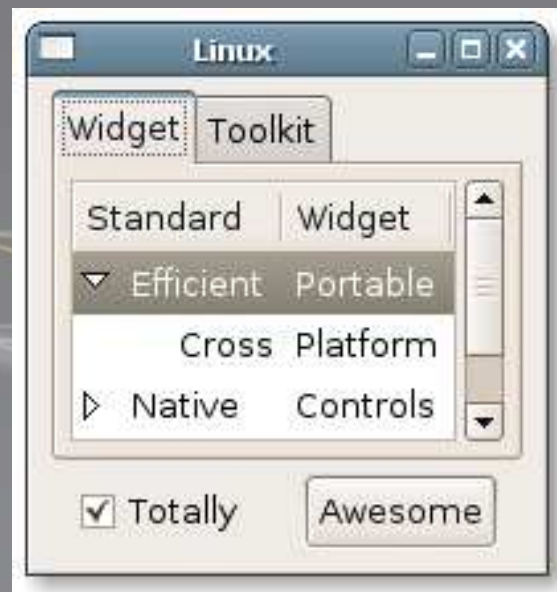 Linux
Widget Toolkit
Standard Widget
Efficient Portable
Cross Platform
Native Controls
Totally Awesome